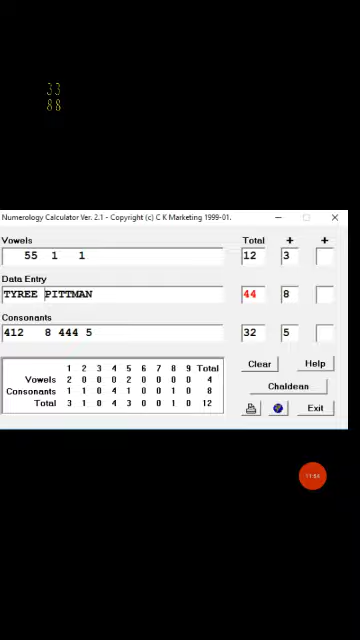 33
88
Numerology Calculator Ver. 2.1 - Copyright (c) C K Marketing 1999-01.
Vowels Total + +
55 1 1 12 3
Data Entry
TYREE PITTMAN 44 8
Consonants
412 8 444 5 32 5
1 2 3 4 5 6 7 8 9 Total
Vowels 2 0 0 0 2 0 0 0 0 4
Consonants 1 1 0 4 1 0 0 1 0 8
Total 3 1 0 4 3 0 0 1 0 12
Clear Help
Chaldean
Exit
11:54